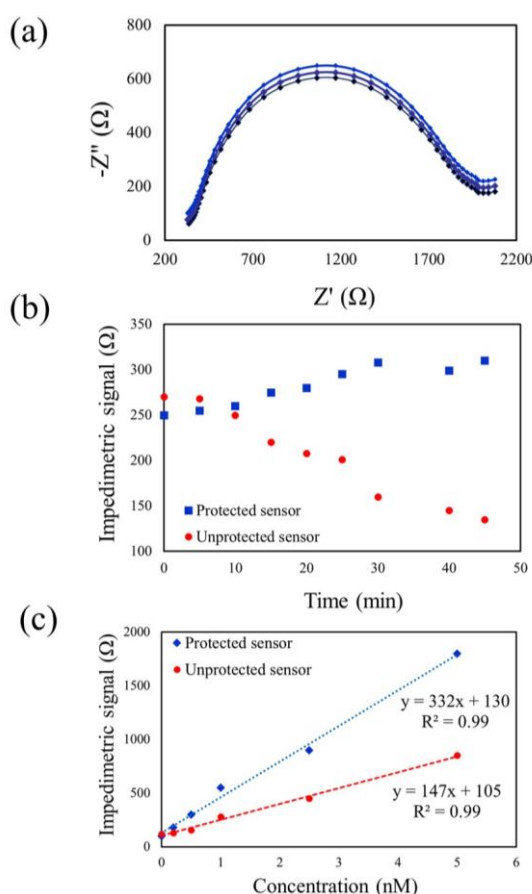 (a)
800
600
400
200
0
-Z'' (Ω)
200 700 1200 1700 2200
Z' (Ω)
(b)
350
300
250
200
150
100
Impedimetric signal (Ω)
Protected sensor
Unprotected sensor
0 10 20 30 40 50
Time (min)
(c)
2000
1500
1000
500
0
Impedimetric signal (Ω)
Protected sensor
Unprotected sensor
y = 332x + 130
R² = 0.99
y = 147x + 105
R² = 0.99
0 1 2 3 4 5 6
Concentration (nM)